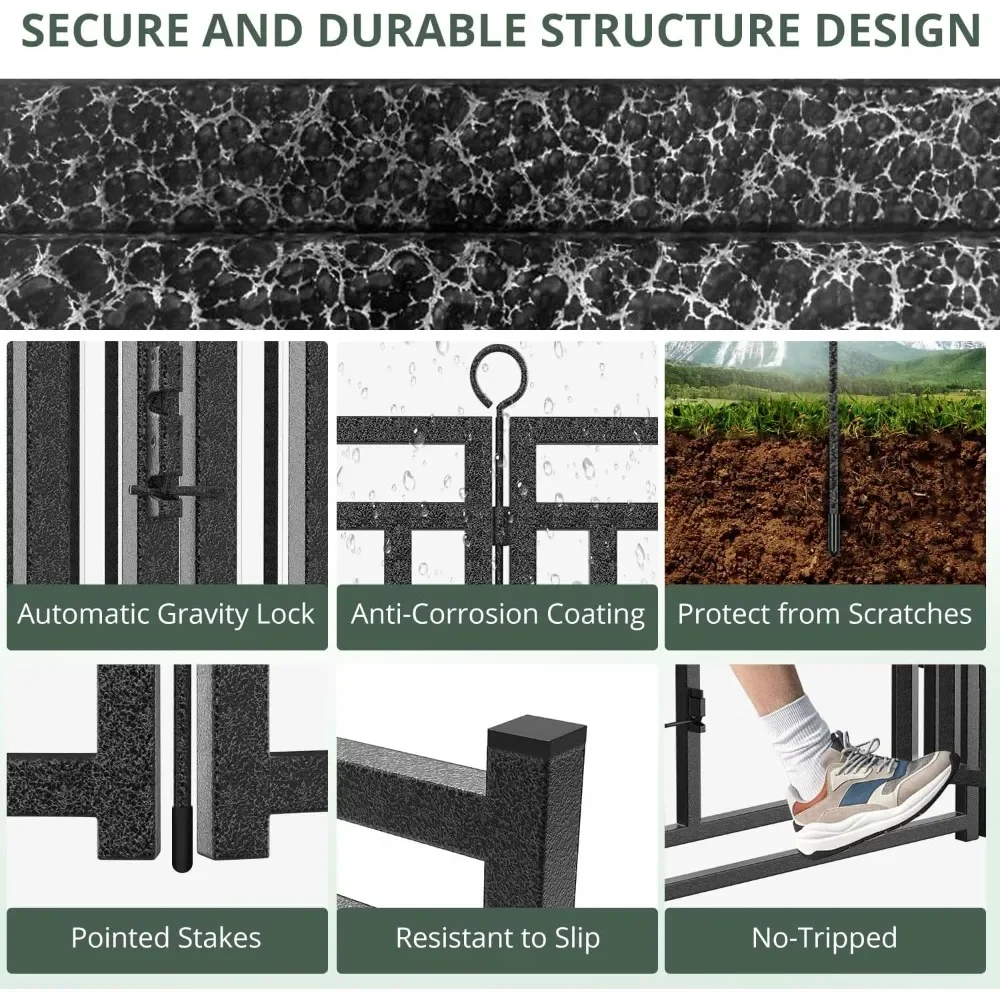 SECURE AND DURABLE STRUCTURE DESIGN
Automatic Gravity Lock
Anti-Corrosion Coating
Protect from Scratches
Pointed Stakes
Resistant to Slip
No-Tripped